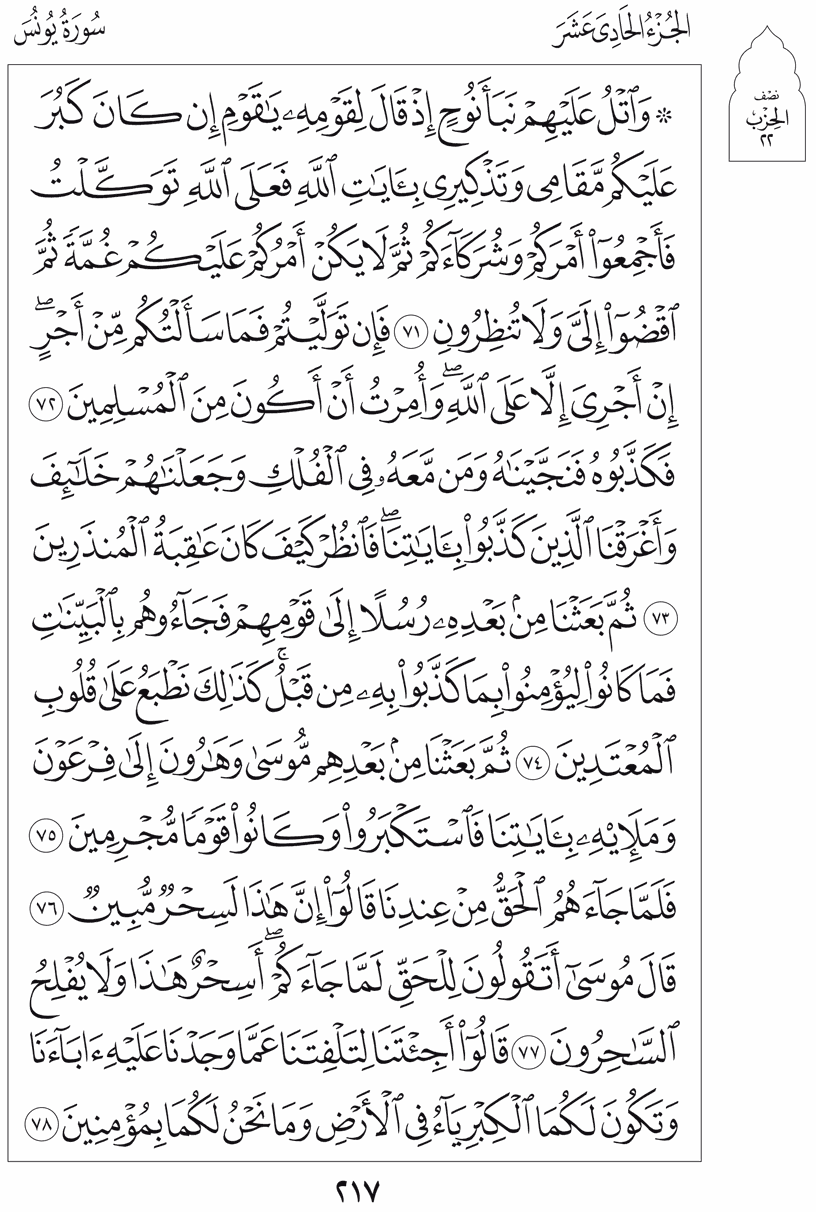 الجُزْءُ الحَادِى عَشَرَ
سُورَةُ يُونُسَ
نصف
الحزب
٢٢
۞ وَٱتْلُ عَلَيْهِمْ نَبَأَ نُوحٍ إِذْ قَالَ لِقَوْمِهِۦ يَٰقَوْمِ إِن كَانَ كَبُرَ
عَلَيْكُم مَّقَامِى وَتَذْكِيرِى بِـَٔايَٰتِ ٱللَّهِ فَعَلَى ٱللَّهِ تَوَكَّلْتُ
فَأَجْمِعُوٓا۟ أَمْرَكُمْ وَشُرَكَآءَكُمْ ثُمَّ لَا يَكُنْ أَمْرُكُمْ عَلَيْكُمْ غُمَّةً ثُمَّ
ٱقْضُوٓا۟ إِلَىَّ وَلَا تُنظِرُونِ ٧١ فَإِن تَوَلَّيْتُمْ فَمَا سَأَلْتُكُم مِّنْ أَجْرٍ ۖ
إِنْ أَجْرِىَ إِلَّا عَلَى ٱللَّهِ ۖ وَأُمِرْتُ أَنْ أَكُونَ مِنَ ٱلْمُسْلِمِينَ ٧٢
فَكَذَّبُوهُ فَنَجَّيْنَٰهُ وَمَن مَّعَهُۥ فِى ٱلْفُلْكِ وَجَعَلْنَٰهُمْ خَلَٰٓئِفَ
وَأَغْرَقْنَا ٱلَّذِينَ كَذَّبُوا۟ بِـَٔايَٰتِنَا ۖ فَٱنظُرْ كَيْفَ كَانَ عَٰقِبَةُ ٱلْمُنذَرِينَ
٧٣ ثُمَّ بَعَثْنَا مِنۢ بَعْدِهِۦ رُسُلًا إِلَىٰ قَوْمِهِمْ فَجَآءُوهُم بِٱلْبَيِّنَٰتِ
فَمَا كَانُوا۟ لِيُؤْمِنُوا۟ بِمَا كَذَّبُوا۟ بِهِۦ مِن قَبْلُ ۚ كَذَٰلِكَ نَطْبَعُ عَلَىٰ قُلُوبِ
ٱلْمُعْتَدِينَ ٧٤ ثُمَّ بَعَثْنَا مِنۢ بَعْدِهِم مُّوسَىٰ وَهَٰرُونَ إِلَىٰ فِرْعَوْنَ
وَمَلَإِي۟هِۦ بِـَٔايَٰتِنَا فَٱسْتَكْبَرُوا۟ وَكَانُوا۟ قَوْمًا مُّجْرِمِينَ ٧٥
فَلَمَّا جَآءَهُمُ ٱلْحَقُّ مِنْ عِندِنَا قَالُوٓا۟ إِنَّ هَٰذَا لَسِحْرٌ مُّبِينٌ ٧٦
قَالَ مُوسَىٰٓ أَتَقُولُونَ لِلْحَقِّ لَمَّا جَآءَكُمْ ۖ أَسِحْرٌ هَٰذَا وَلَا يُفْلِحُ
ٱلسَّٰحِرُونَ ٧٧ قَالُوٓا۟ أَجِئْتَنَا لِتَلْفِتَنَا عَمَّا وَجَدْنَا عَلَيْهِ ءَابَآءَنَا
وَتَكُونَ لَكُمَا ٱلْكِبْرِيَآءُ فِى ٱلْأَرْضِ وَمَا نَحْنُ لَكُمَا بِمُؤْمِنِينَ ٧٨
٢١٧